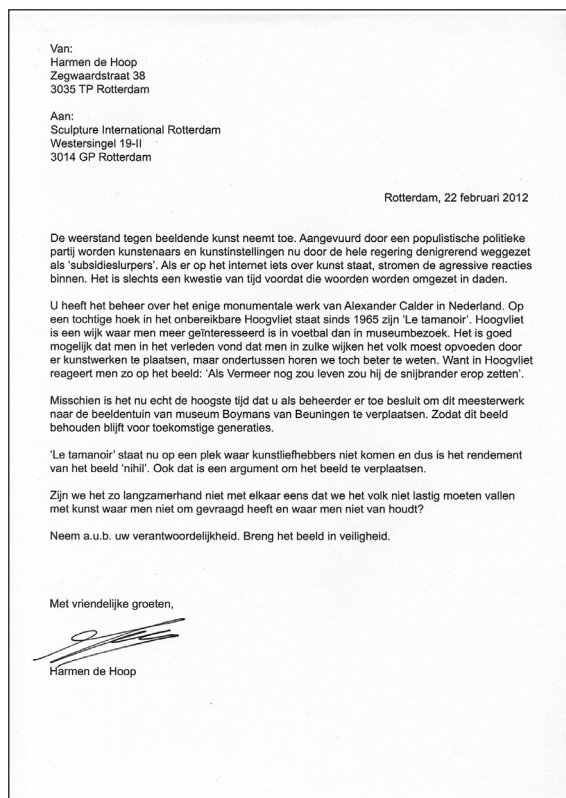 Van:
Harmen de Hoop
Zegwaardstraat 38
3035 TP Rotterdam
Aan:
Sculpture International Rotterdam
Westersingel 19-II
3014 GP Rotterdam
Rotterdam, 22 februari 2012
De weerstand tegen beeldende kunst neemt toe. Aangevuurd door een populistische politieke
partij worden kunstenaars en kunstinstellingen nu door de hele regering denigrerend weggezet
als ‘subsidieslurpers’. Als er op het internet iets over kunst staat, stromen de agressive reacties
binnen. Het is slechts een kwestie van tijd voordat die woorden worden omgezet in daden.
U heeft het beheer over het enige monumentale werk van Alexander Calder in Nederland. Op
een tochtige hoek in het onbereikbare Hoogvliet staat sinds 1965 zijn ‘Le tamanoir’. Hoogvliet
is een wijk waar men meer geïnteresseerd is in voetbal dan in museumbezoek. Het is goed
mogelijk dat men in het verleden vond dat men in zulke wijken het volk moest opvoeden door
er kunstwerken te plaatsen, maar ondertussen horen we toch beter te weten. Want in Hoogvliet
reageert men zo op het beeld: ‘Als Vermeer nog zou leven zou hij de snijbrander erop zetten’.
Misschien is het nu echt de hoogste tijd dat u als beheerder er toe besluit om dit meesterwerk
naar de beeldentuin van museum Boymans van Beuningen te verplaatsen. Zodat dit beeld
behouden blijft voor toekomstige generaties.
‘Le tamanoir’ staat nu op een plek waar kunstliefhebbers niet komen en dus is het rendement
van het beeld ‘nihil’. Ook dat is een argument om het beeld te verplaatsen.
Zijn we het zo langzamerhand niet met elkaar eens dat we het volk niet lastig moeten vallen
met kunst waar men niet om gevraagd heeft en waar men niet van houdt?
Neem a.u.b. uw verantwoordelijkheid. Breng het beeld in veiligheid.
Met vriendelijke groeten,
Harmen de Hoop